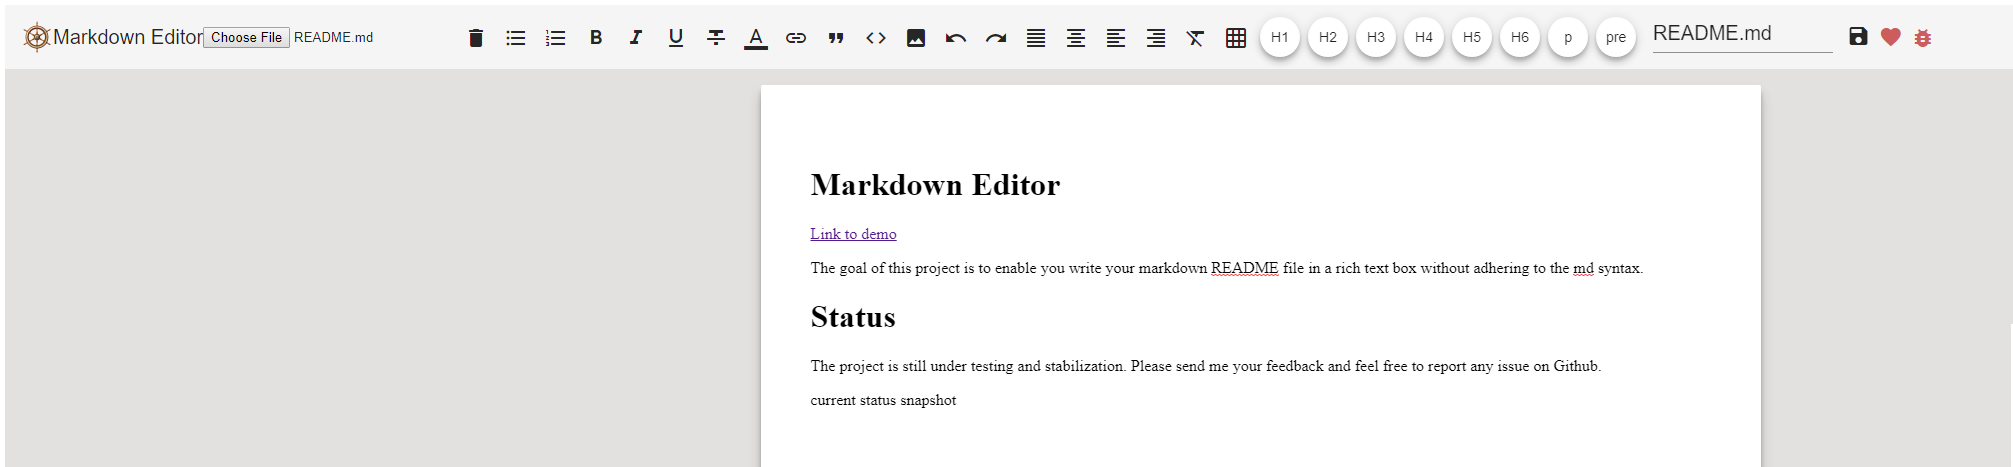 Markdown Editor Choose File README.md B I U A H1 H2 H3 H4 H5 H6 p pre README.md
Markdown Editor
Link to demo
The goal of this project is to enable you write your markdown README file in a rich text box without adhering to the md syntax.
Status
The project is still under testing and stabilization. Please send me your feedback and feel free to report any issue on Github.
current status snapshot